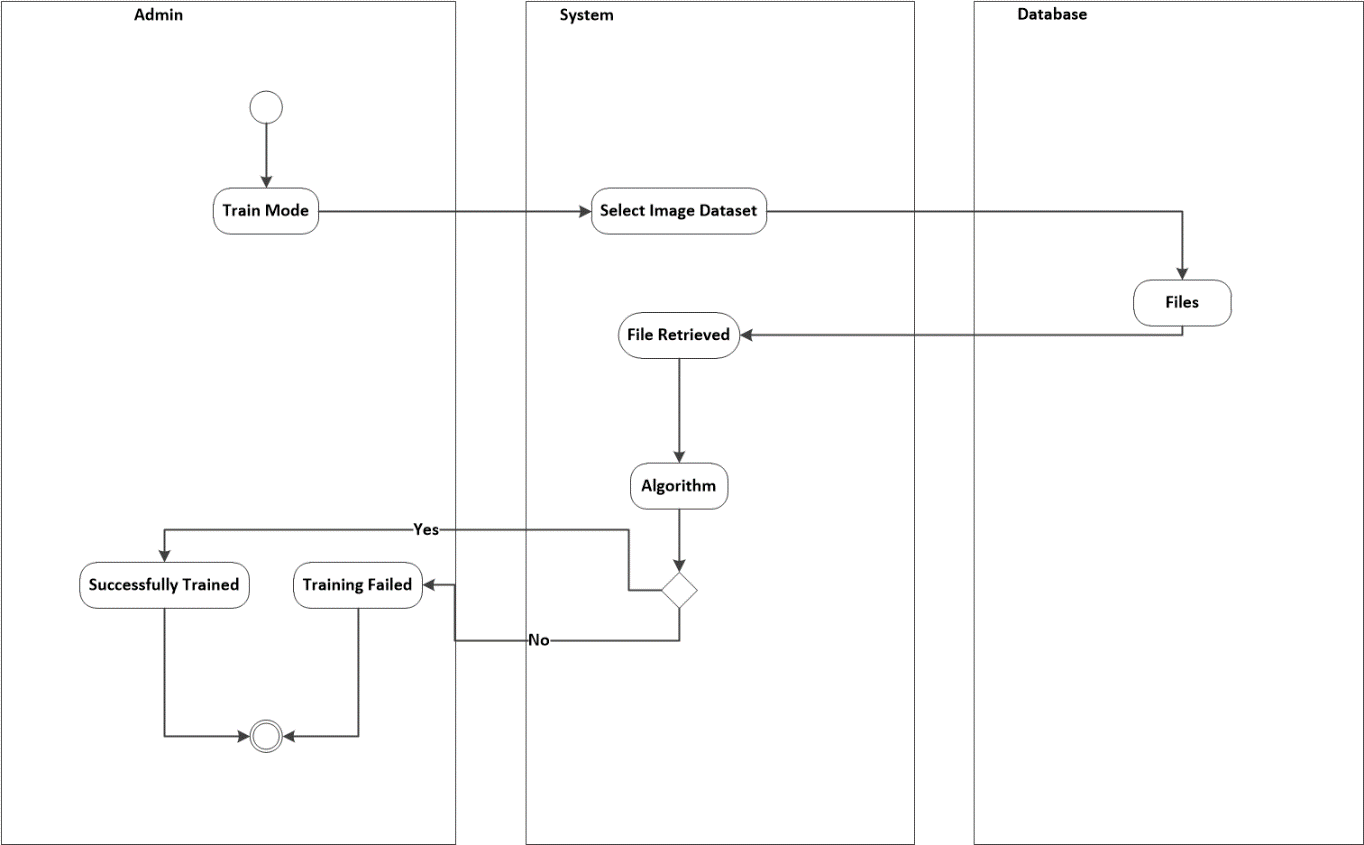 Admin
System
Database
Train Mode
Select Image Dataset
Files
File Retrieved
Algorithm
Yes
Successfully Trained
Training Failed
No